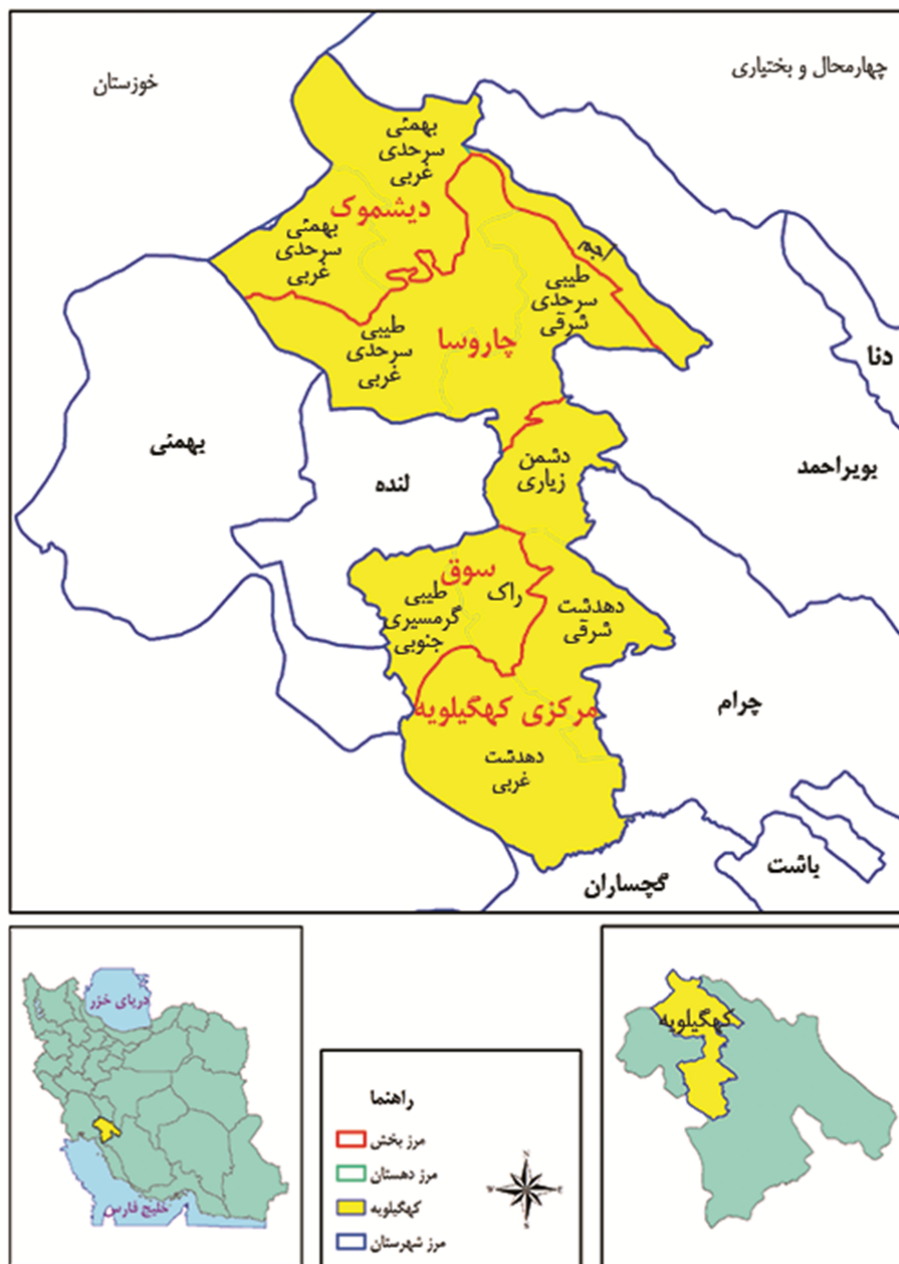 خوزستان
چهارمحال و بختیاری
بهمئی
سرحدی
غربی
دیشموک
بهمئی
سرحدی
غربی
اجم
طیبی
سرحدی
شرقی
طیبی
سرحدی
غربی
چاروسا
دنا
بهمئی
لنده
دشمن
زیاری
بویراحمد
سوق
راک
طیبی
گرمسیری
جنوبی
دهدشت
شرقی
مرکزی کهگیلویه
چرام
دهدشت
غربی
باشت
گچساران
دریای خزر
خلیج فارس
کهگیلویه
راهنما
مرز بخش
مرز دهستان
کهگیلویه
مرز شهرستان
N
W
E
S